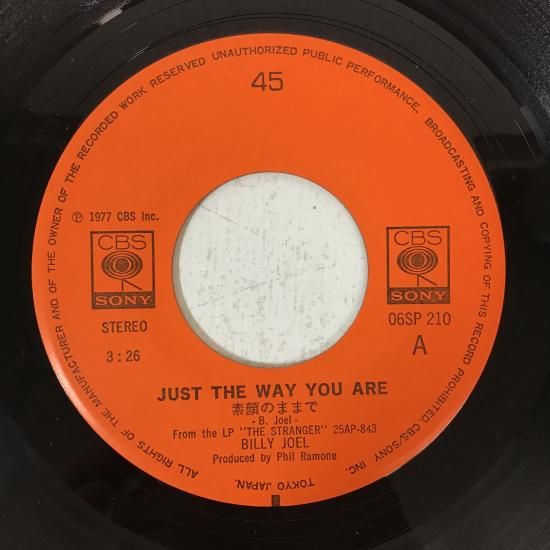 ALL RIGHTS OF THE MANUFACTURER AND OF THE OWNER OF THE RECORDED WORK RESERVED UNAUTHORIZED PUBLIC PERFORMANCE, BROADCASTING AND COPYING OF THIS RECORD PROHIBITED. CBS/SONY INC. TOKYO JAPAN.
45
℗ 1977 CBS Inc.
CBS
SONY
STEREO
3:26
CBS
SONY
06SP 210
A
JUST THE WAY YOU ARE
素顔のままで
- B. Joel -
From the LP "THE STRANGER" 25AP-843
BILLY JOEL
Produced by Phil Ramone